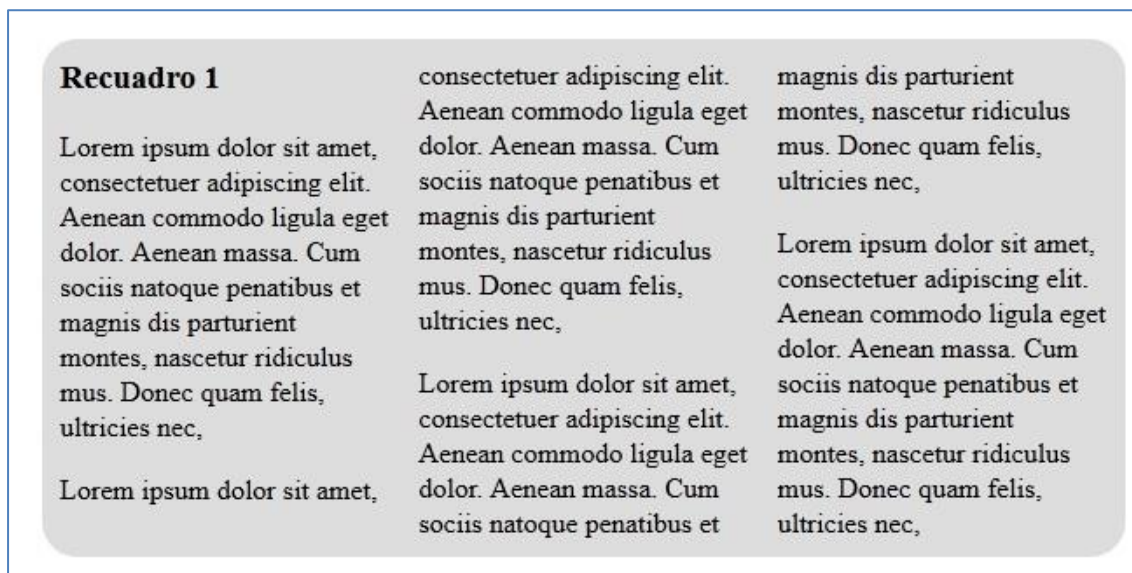 Recuadro 1
Lorem ipsum dolor sit amet,
consectetuer adipiscing elit.
Aenean commodo ligula eget
dolor. Aenean massa. Cum
sociis natoque penatibus et
magnis dis parturient
montes, nascetur ridiculus
mus. Donec quam felis,
ultricies nec,
Lorem ipsum dolor sit amet,
consectetuer adipiscing elit.
Aenean commodo ligula eget
dolor. Aenean massa. Cum
sociis natoque penatibus et
magnis dis parturient
montes, nascetur ridiculus
mus. Donec quam felis,
ultricies nec,
Lorem ipsum dolor sit amet,
consectetuer adipiscing elit.
Aenean commodo ligula eget
dolor. Aenean massa. Cum
sociis natoque penatibus et
magnis dis parturient
montes, nascetur ridiculus
mus. Donec quam felis,
ultricies nec,
Lorem ipsum dolor sit amet,
consectetuer adipiscing elit.
Aenean commodo ligula eget
dolor. Aenean massa. Cum
sociis natoque penatibus et
magnis dis parturient
montes, nascetur ridiculus
mus. Donec quam felis,
ultricies nec,